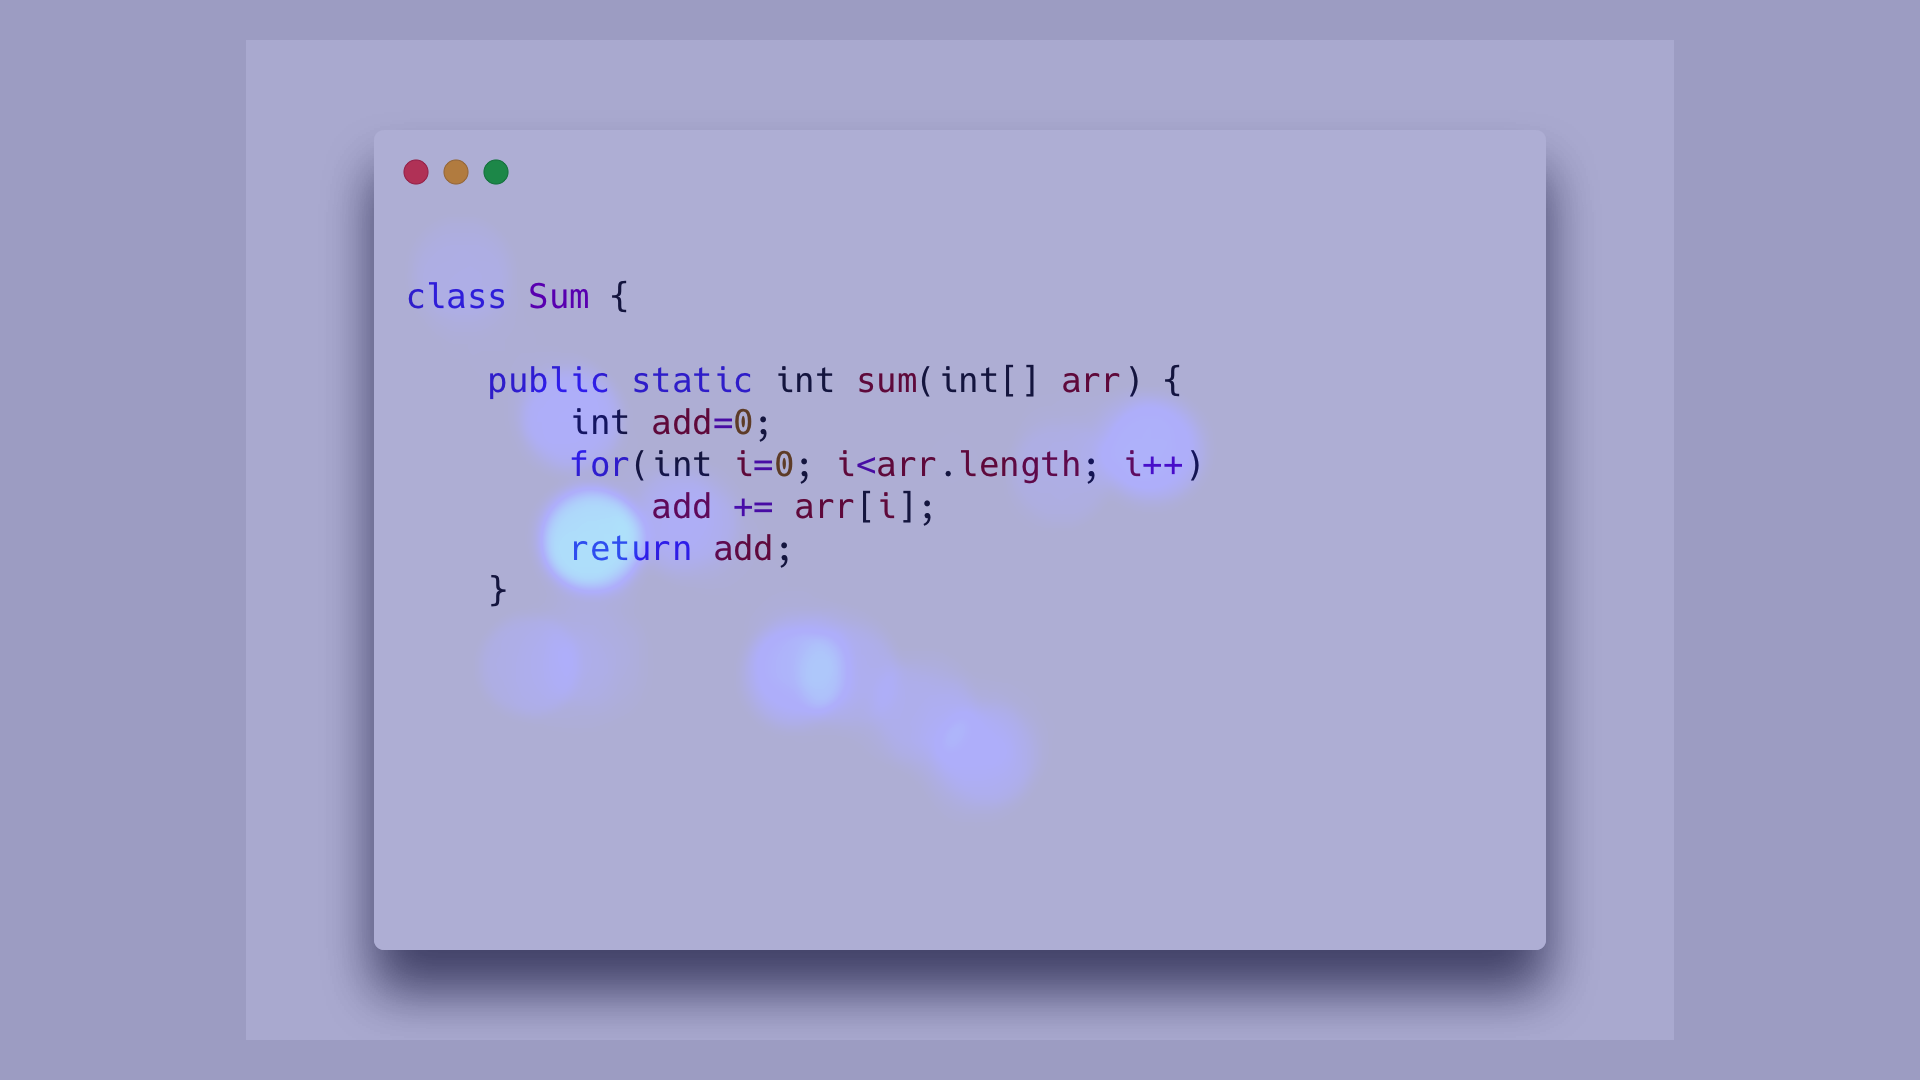 class Sum {
public static int sum(int[] arr) {
int add=0;
for(int i=0; i<arr.length; i++)
add += arr[i];
return add;
}